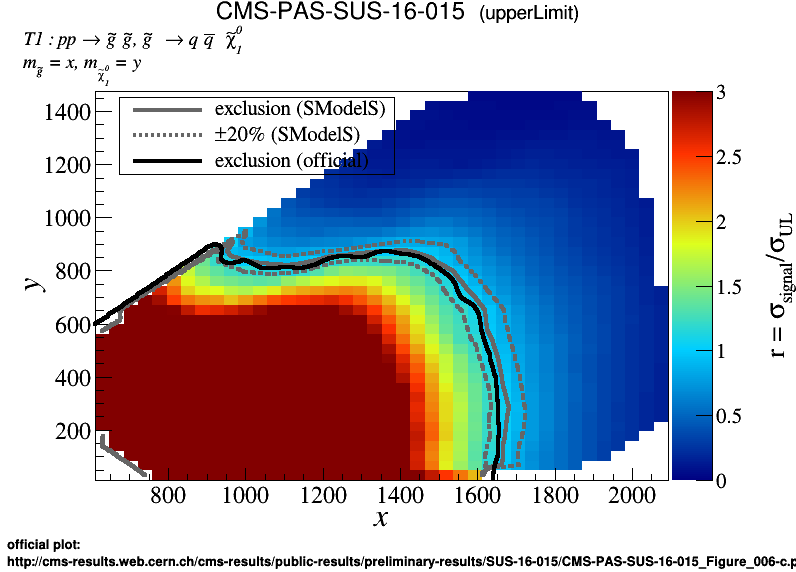 CMS-PAS-SUS-16-015 (upperLimit)
T1 : pp → g̃ g̃, g̃ → q q̅ χ̃₁⁰
m_g̃ = x, m_χ̃₁⁰ = y
exclusion (SModelS)
±20% (SModelS)
exclusion (official)
1400
1200
1000
800
600
400
200
y
800 1000 1200 1400 1600 1800 2000
x
3
2.5
2
1.5
1
0.5
0
r = σ_signal/σ_UL
official plot:
http://cms-results.web.cern.ch/cms-results/public-results/preliminary-results/SUS-16-015/CMS-PAS-SUS-16-015_Figure_006-c.p